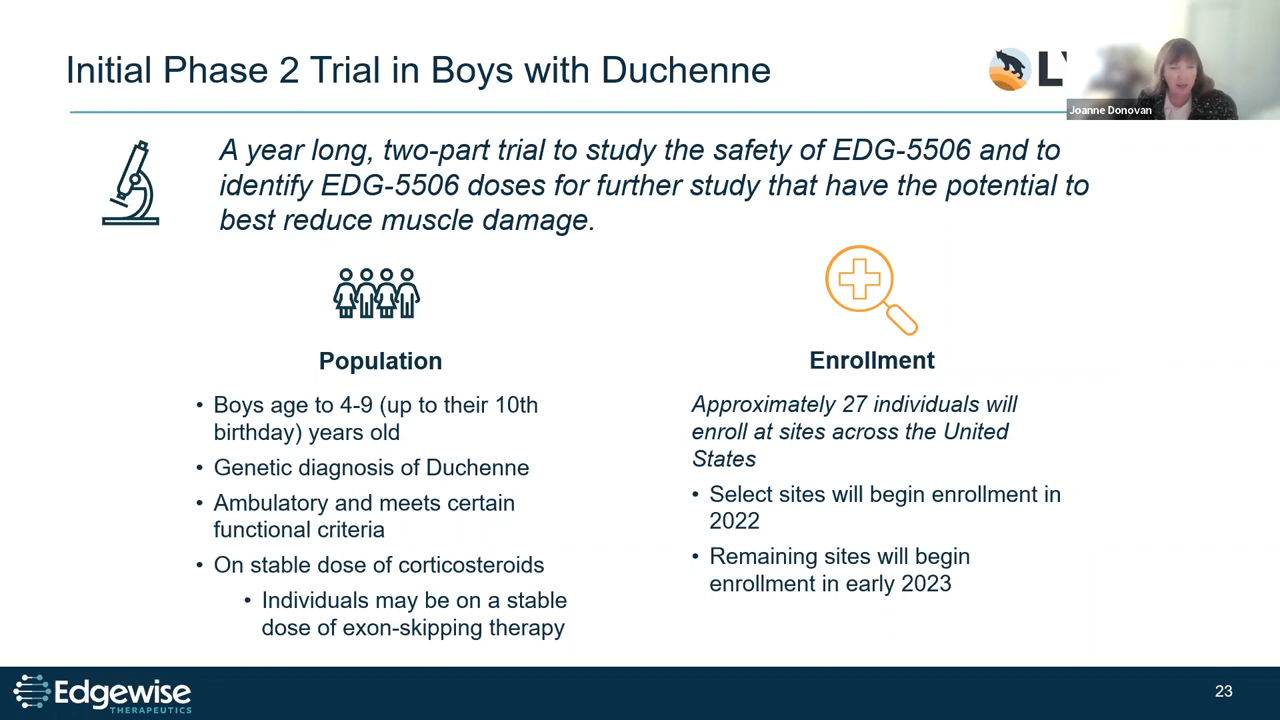 Initial Phase 2 Trial in Boys with Duchenne
Joanne Donovan
A year long, two-part trial to study the safety of EDG-5506 and to
identify EDG-5506 doses for further study that have the potential to
best reduce muscle damage.
Population
• Boys age to 4-9 (up to their 10th
birthday) years old
• Genetic diagnosis of Duchenne
• Ambulatory and meets certain
functional criteria
• On stable dose of corticosteroids
• Individuals may be on a stable
dose of exon-skipping therapy
Enrollment
Approximately 27 individuals will
enroll at sites across the United
States
• Select sites will begin enrollment in
2022
• Remaining sites will begin
enrollment in early 2023
Edgewise
THERAPEUTICS
23